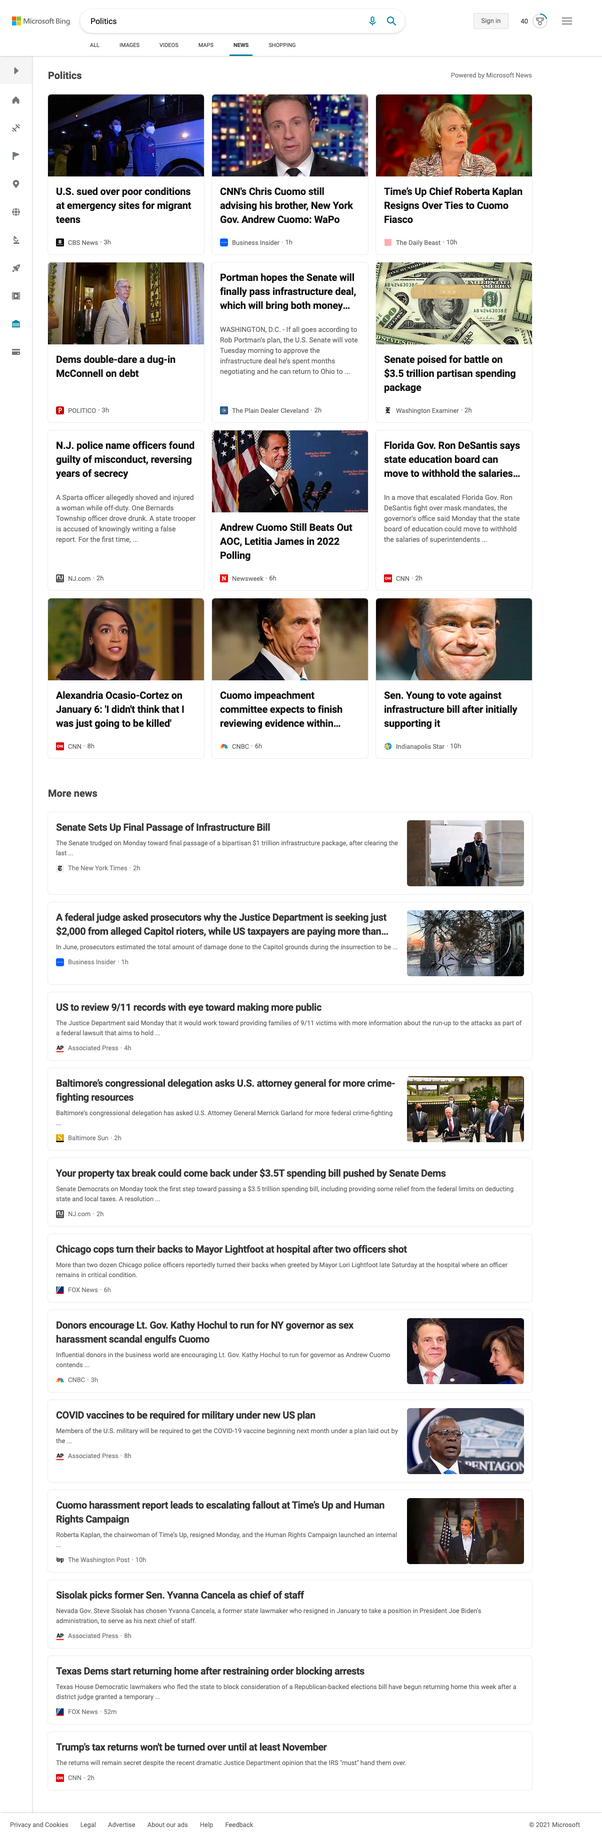 Microsoft Bing
Politics
Sign in
40
ALL IMAGES VIDEOS MAPS NEWS SHOPPING
Politics
Powered by Microsoft News
U.S. sued over poor conditions
at emergency sites for migrant
teens
CBS News · 3h
CNN's Chris Cuomo still
advising his brother, New York
Gov. Andrew Cuomo: WaPo
Business Insider · 1h
Time's Up Chief Roberta Kaplan
Resigns Over Ties to Cuomo
Fiasco
The Daily Beast · 10h
Dems double-dare a dug-in
McConnell on debt
POLITICO · 3h
Portman hopes the Senate will
finally pass infrastructure deal,
which will bring both money...
WASHINGTON, D.C. - If all goes according to
Rob Portman's plan, the U.S. Senate will vote
Tuesday morning to approve the
infrastructure deal he's spent months
negotiating and he can return to Ohio to ...
The Plain Dealer Cleveland · 2h
Senate poised for battle on
$3.5 trillion partisan spending
package
Washington Examiner · 2h
N.J. police name officers found
guilty of misconduct, reversing
years of secrecy
A Sparta officer allegedly shoved and injured
a woman while off-duty. One Bernards
Township officer drove drunk. A state trooper
is accused of knowingly writing a false
report. For the first time, ...
NJ.com · 2h
Andrew Cuomo Still Beats Out
AOC, Letitia James in 2022
Polling
Newsweek · 6h
Florida Gov. Ron DeSantis says
state education board can
move to withhold the salaries...
In a move that escalated Florida Gov. Ron
DeSantis fight over mask mandates, the
governor's office said Monday that the state
board of education could move to withhold
the salaries of superintendents ...
CNN · 2h
Alexandria Ocasio-Cortez on
January 6: 'I didn't think that I
was just going to be killed'
CNN · 8h
Cuomo impeachment
committee expects to finish
reviewing evidence within...
CNBC · 6h
Sen. Young to vote against
infrastructure bill after initially
supporting it
Indianapolis Star · 10h
More news
Senate Sets Up Final Passage of Infrastructure Bill
The Senate trudged on Monday toward final passage of a bipartisan $1 trillion infrastructure package, after clearing the
last ...
The New York Times · 2h
A federal judge asked prosecutors why the Justice Department is seeking just
$2,000 from alleged Capitol rioters, while US taxpayers are paying more than...
In June, prosecutors estimated the total amount of damage done to the Capitol grounds during the insurrection to be ...
Business Insider · 1h
US to review 9/11 records with eye toward making more public
The Justice Department said Monday that it would work toward providing families of 9/11 victims with more information about the run-up to the attacks as part of
a federal lawsuit that aims to hold ...
Associated Press · 4h
Baltimore's congressional delegation asks U.S. attorney general for more crime-
fighting resources
Baltimore's congressional delegation has asked U.S. Attorney General Merrick Garland for more federal crime-fighting
...
Baltimore Sun · 2h
Your property tax break could come back under $3.5T spending bill pushed by Senate Dems
Senate Democrats on Monday took the first step toward passing a $3.5 trillion spending bill, including providing some relief from the federal limits on deducting
state and local taxes. A resolution ...
NJ.com · 2h
Chicago cops turn their backs to Mayor Lightfoot at hospital after two officers shot
More than two dozen Chicago police officers reportedly turned their backs when greeted by Mayor Lori Lightfoot late Saturday at the hospital where an officer
remains in critical condition.
FOX News · 6h
Donors encourage Lt. Gov. Kathy Hochul to run for NY governor as sex
harassment scandal engulfs Cuomo
Influential donors in the business world are encouraging Lt. Gov. Kathy Hochul to run for governor as Andrew Cuomo
contends ...
CNBC · 3h
COVID vaccines to be required for military under new US plan
Members of the U.S. military will be required to get the COVID-19 vaccine beginning next month under a plan laid out by
the ...
Associated Press · 8h
PENTAGON
Cuomo harassment report leads to escalating fallout at Time's Up and Human
Rights Campaign
Roberta Kaplan, the chairwoman of Time's Up, resigned Monday, and the Human Rights Campaign launched an internal
...
The Washington Post · 10h
Sisolak picks former Sen. Yvanna Cancela as chief of staff
Nevada Gov. Steve Sisolak has chosen Yvanna Cancela, a former state lawmaker who resigned in January to take a position in President Joe Biden's
administration, to serve as his next chief of staff.
Associated Press · 8h
Texas Dems start returning home after restraining order blocking arrests
Texas House Democratic lawmakers who fled the state to block consideration of a Republican-backed elections bill have begun returning home this week after a
district judge granted a temporary ...
FOX News · 52m
Trump's tax returns won't be turned over until at least November
The returns will remain secret despite the recent dramatic Justice Department opinion that the IRS "must" hand them over.
CNN · 2h
Privacy and Cookies Legal Advertise About our ads Help Feedback
© 2021 Microsoft